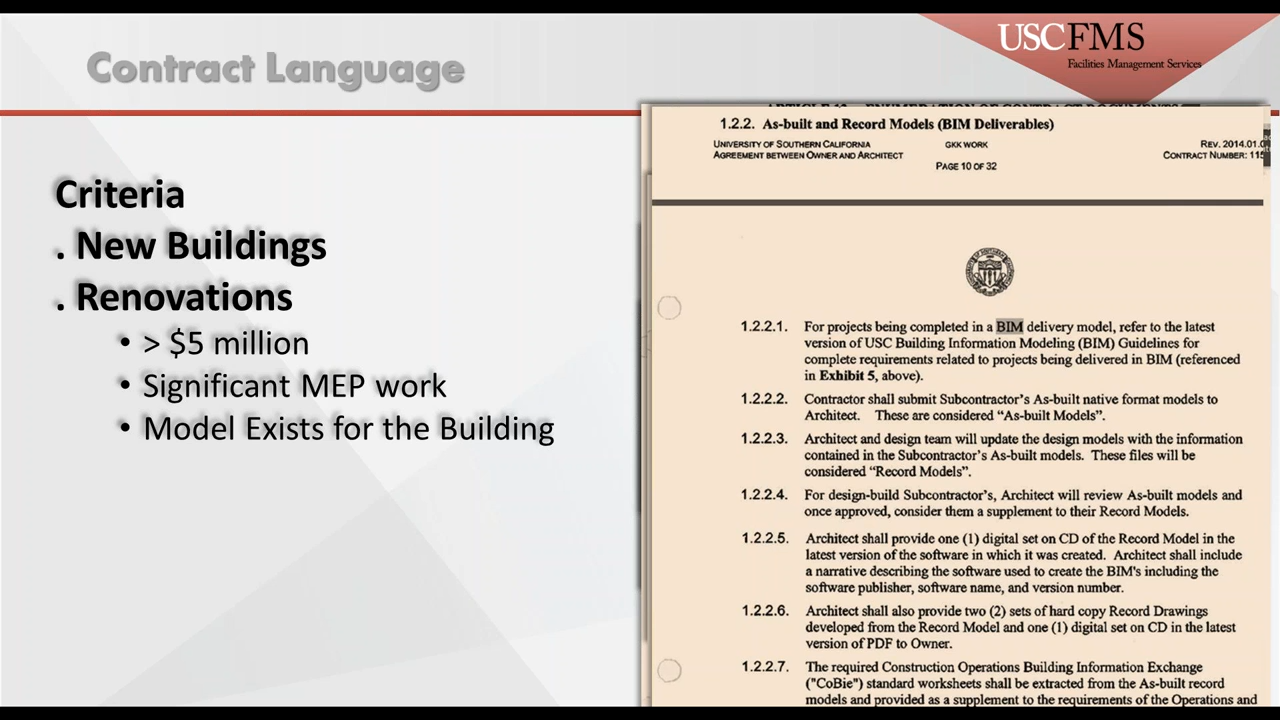 Contract Language
USCFMS
Facilities Management Services
Criteria
. New Buildings
. Renovations
• > $5 million
• Significant MEP work
• Model Exists for the Building
1.2.2. As-built and Record Models (BIM Deliverables)
UNIVERSITY OF SOUTHERN CALIFORNIA GKK WORK REV. 2014.01.0
AGREEMENT BETWEEN OWNER AND ARCHITECT CONTRACT NUMBER: 115
PAGE 10 OF 32
1.2.2.1. For projects being completed in a BIM delivery model, refer to the latest
version of USC Building Information Modeling (BIM) Guidelines for
complete requirements related to projects being delivered in BIM (referenced
in Exhibit 5, above).
1.2.2.2. Contractor shall submit Subcontractor's As-built native format models to
Architect. These are considered “As-built Models”.
1.2.2.3. Architect and design team will update the design models with the information
contained in the Subcontractor's As-built models. These files will be
considered “Record Models”.
1.2.2.4. For design-build Subcontractor's, Architect will review As-built models and
once approved, consider them a supplement to their Record Models.
1.2.2.5. Architect shall provide one (1) digital set on CD of the Record Model in the
latest version of the software in which it was created. Architect shall include
a narrative describing the software used to create the BIM's including the
software publisher, software name, and version number.
1.2.2.6. Architect shall also provide two (2) sets of hard copy Record Drawings
developed from the Record Model and one (1) digital set on CD in the latest
version of PDF to Owner.
1.2.2.7. The required Construction Operations Building Information Exchange
("CoBie") standard worksheets shall be extracted from the As-built record
models and provided as a supplement to the requirements of the Operations and